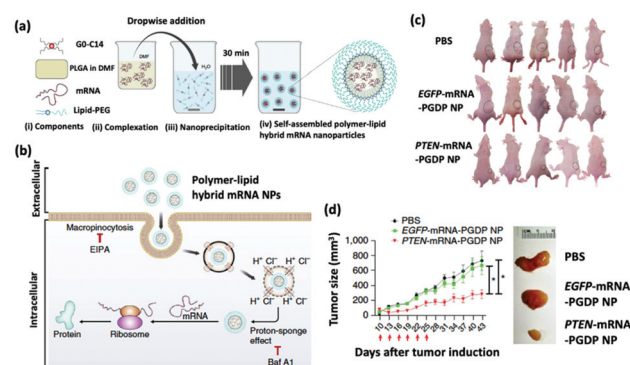 (a)
Dropwise addition
G0-C14
PLGA in DMF
mRNA
Lipid-PEG
DMF
H₂O
30 min
(i) Components
(ii) Complexation
(iii) Nanoprecipitation
(iv) Self-assembled polymer-lipid
hybrid mRNA nanoparticles
(b)
Extracellular
Intracellular
Polymer-lipid
hybrid mRNA NPs
Macropinocytosis
EIPA
H⁺ Cl⁻
H⁺ Cl⁻
H⁺ Cl⁻
H⁺ Cl⁻
mRNA
Protein
Ribosome
Proton-sponge
effect
Baf A1
(c)
PBS
EGFP-mRNA
-PGDP NP
PTEN-mRNA
-PGDP NP
(d)
Tumor size (mm³)
1000
800
600
400
200
0
PBS
EGFP-mRNA-PGDP NP
PTEN-mRNA-PGDP NP
* *
10 13 16 19 22 25 28 31 34 37 40 43
Days after tumor induction
PBS
EGFP-mRNA
-PGDP NP
PTEN-mRNA
-PGDP NP